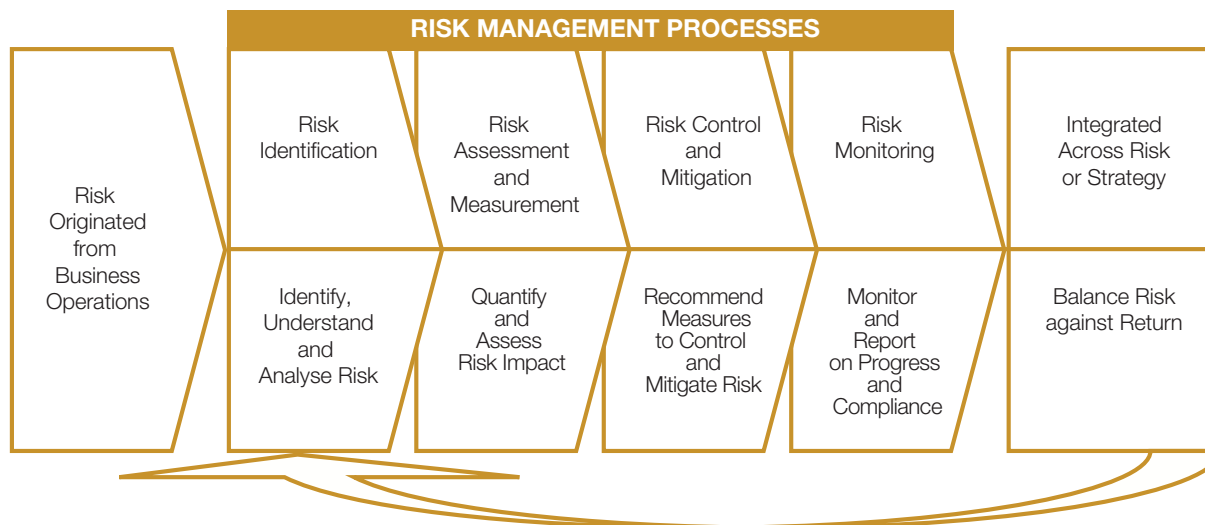 RISK MANAGEMENT PROCESSES
Risk
Originated
from
Business
Operations
Risk
Identification
Identify,
Understand
and
Analyse Risk
Risk
Assessment
and
Measurement
Quantify
and
Assess
Risk Impact
Risk Control
and
Mitigation
Recommend
Measures
to Control
and
Mitigate Risk
Risk
Monitoring
Monitor
and
Report
on Progress
and
Compliance
Integrated
Across Risk
or Strategy
Balance Risk
against Return